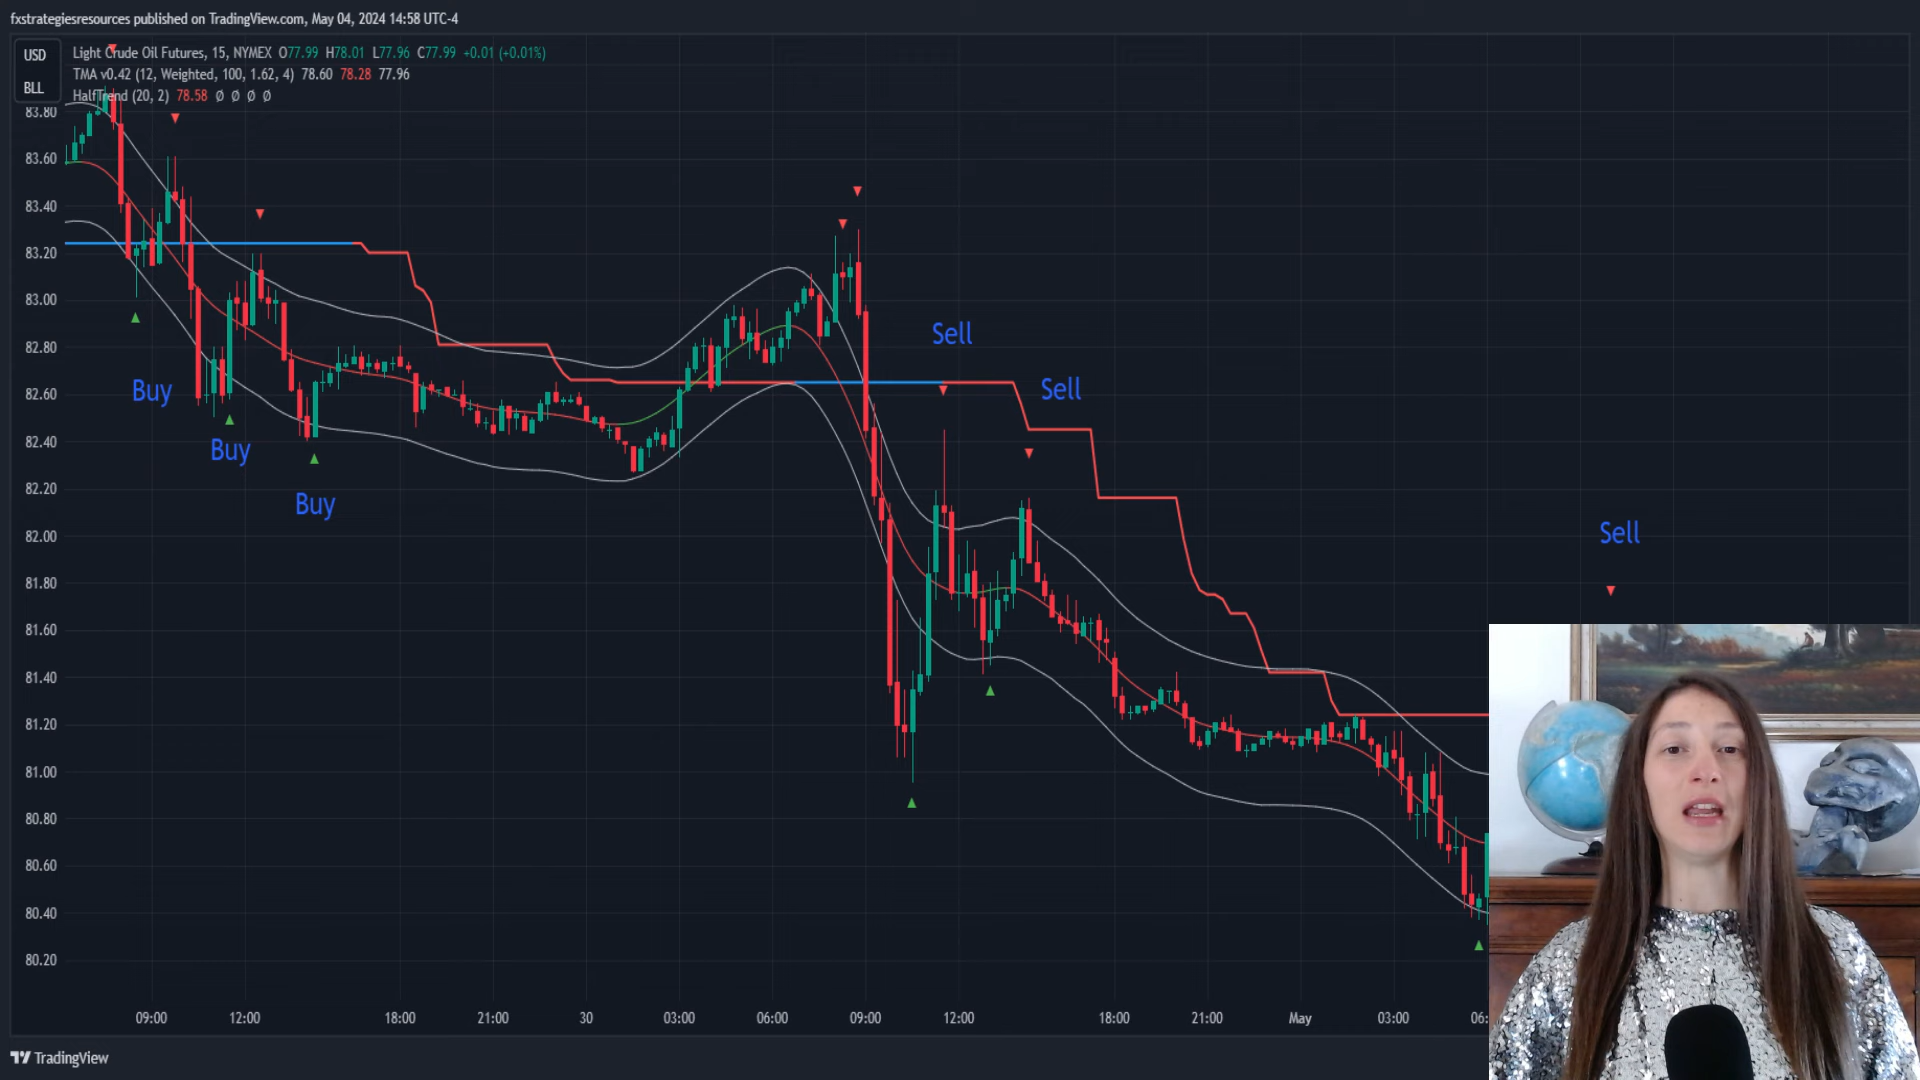 fxstrategiesresources published on TradingView.com, May 04, 2024 14:58 UTC-4
USD
BLL
Light Crude Oil Futures, 15, NYMEX O77.99 H78.01 L77.96 C77.99 +0.01 (+0.01%)
TMA v0.42 (12, Weighted, 100, 1.62, 4) 78.60 78.28 77.96
HalfTrend (20, 2) 78.58 Ø Ø Ø Ø
83.80
83.60
83.40
83.20
83.00
82.80
82.60
82.40
82.20
82.00
81.80
81.60
81.40
81.20
81.00
80.80
80.60
80.40
80.20
Buy
Buy
Buy
Sell
Sell
Sell
09:00 12:00 18:00 21:00 30 03:00 06:00 09:00 12:00 18:00 21:00 May 03:00 06:
TradingView